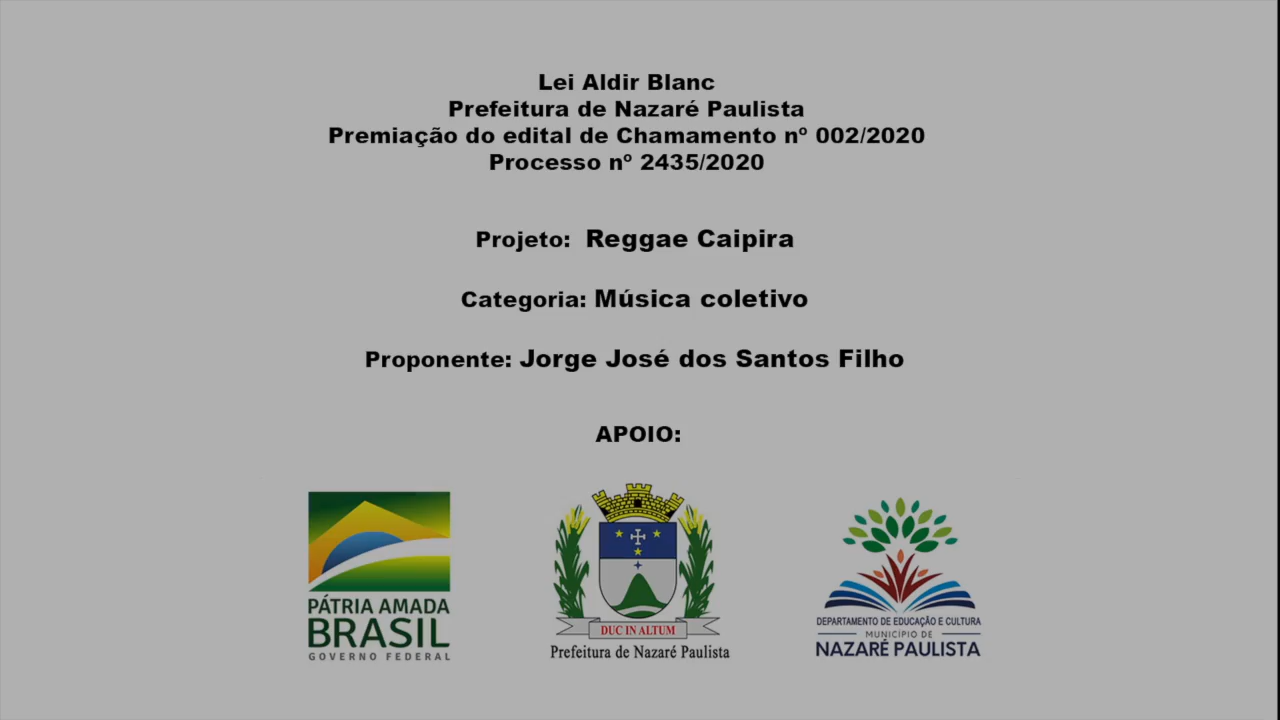 Lei Aldir Blanc
Prefeitura de Nazaré Paulista
Premiação do edital de Chamamento nº 002/2020
Processo nº 2435/2020
Projeto: Reggae Caipira
Categoria: Música coletivo
Proponente: Jorge José dos Santos Filho
APOIO:
PÁTRIA AMADA
BRASIL
GOVERNO FEDERAL
DUC IN ALTUM
Prefeitura de Nazaré Paulista
DEPARTAMENTO DE EDUCAÇÃO E CULTURA
MUNICÍPIO DE
NAZARÉ PAULISTA